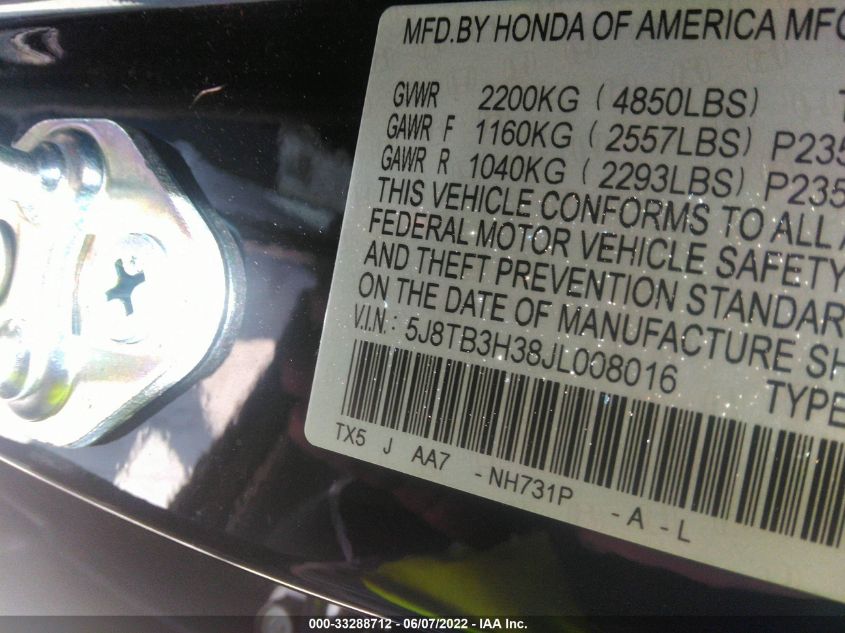 MFD.BY HONDA OF AMERICA MFG
GVWR 2200KG (4850LBS)
GAWR F 1160KG (2557LBS) P235
GAWR R 1040KG (2293LBS) P235
THIS VEHICLE CONFORMS TO ALL A
FEDERAL MOTOR VEHICLE SAFETY
AND THEFT PREVENTION STANDAR
ON THE DATE OF MANUFACTURE SH
V.I.N: 5J8TB3H38JL008016 TYPE
TX5 J AA7 -NH731P -A-L
000-33288712 - 06/07/2022 - IAA Inc.